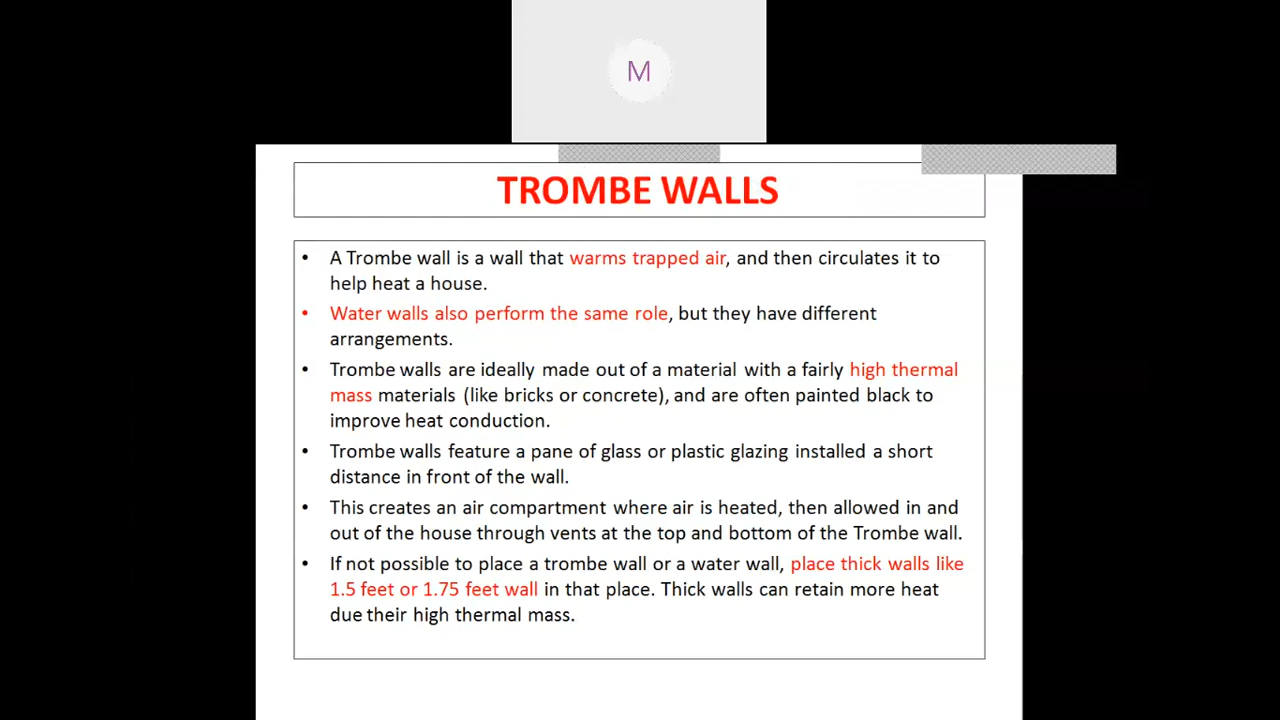 M
TROMBE WALLS
• A Trombe wall is a wall that warms trapped air, and then circulates it to
help heat a house.
• Water walls also perform the same role, but they have different
arrangements.
• Trombe walls are ideally made out of a material with a fairly high thermal
mass materials (like bricks or concrete), and are often painted black to
improve heat conduction.
• Trombe walls feature a pane of glass or plastic glazing installed a short
distance in front of the wall.
• This creates an air compartment where air is heated, then allowed in and
out of the house through vents at the top and bottom of the Trombe wall.
• If not possible to place a trombe wall or a water wall, place thick walls like
1.5 feet or 1.75 feet wall in that place. Thick walls can retain more heat
due their high thermal mass.